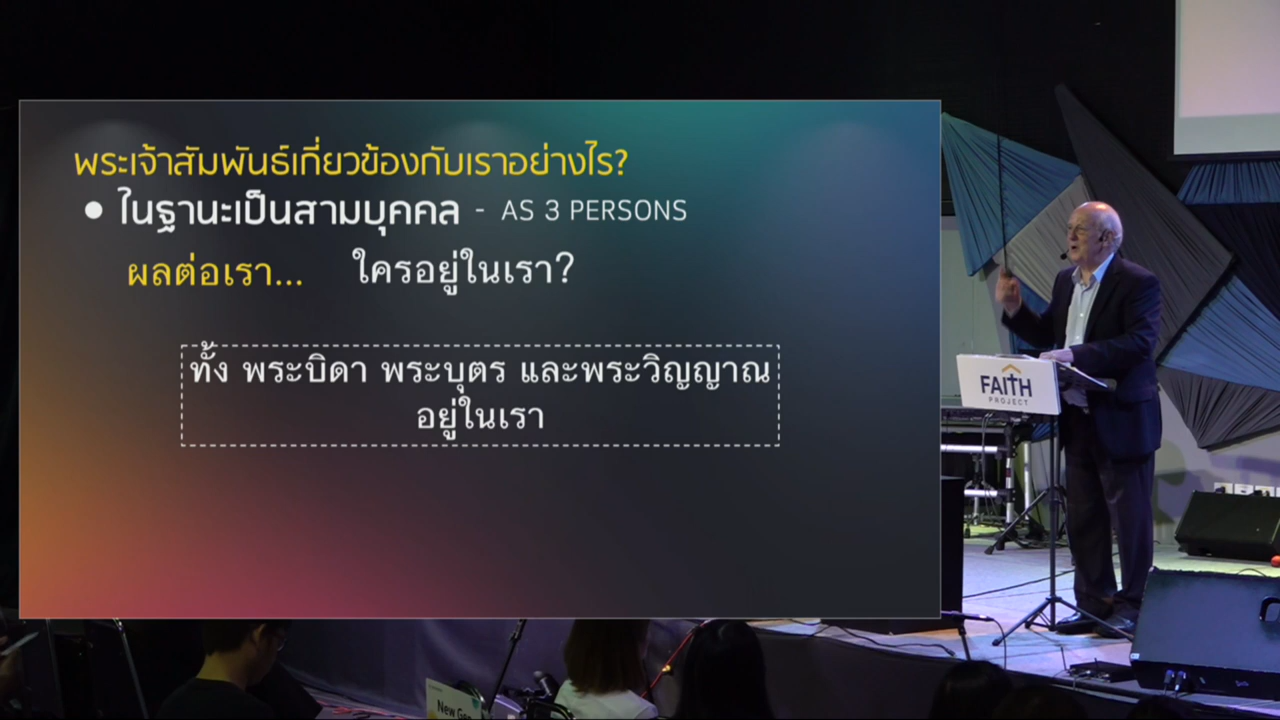 พระเจ้าสัมพันธ์เกี่ยวข้องกับเราอย่างไร?
● ในฐานะเป็นสามบุคคล - AS 3 PERSONS
ผลต่อเรา... ใครอยู่ในเรา?
ทั้ง พระบิดา พระบุตร และพระวิญญาณ
อยู่ในเรา
FAITH
PROJECT
New